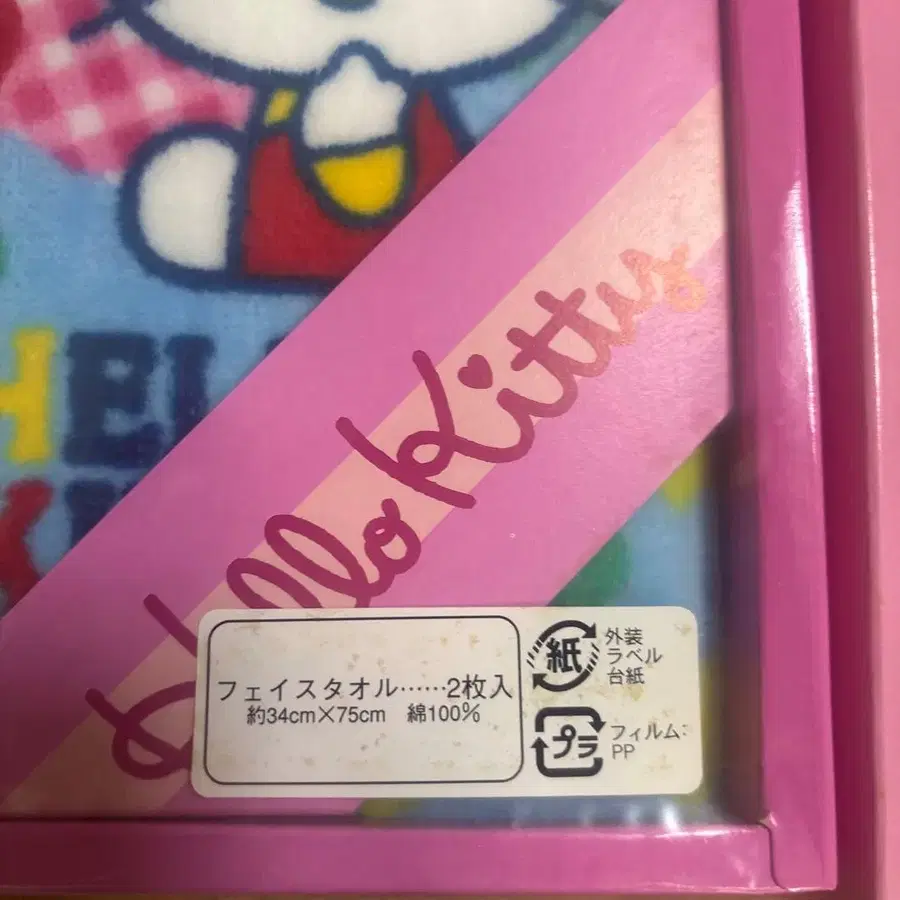 HELL
K
Hello Kitty
フェイスタオル……2枚入
約34cm×75cm 綿100%
紙
外装
ラベル
台紙
プラ
フィルム:
PP